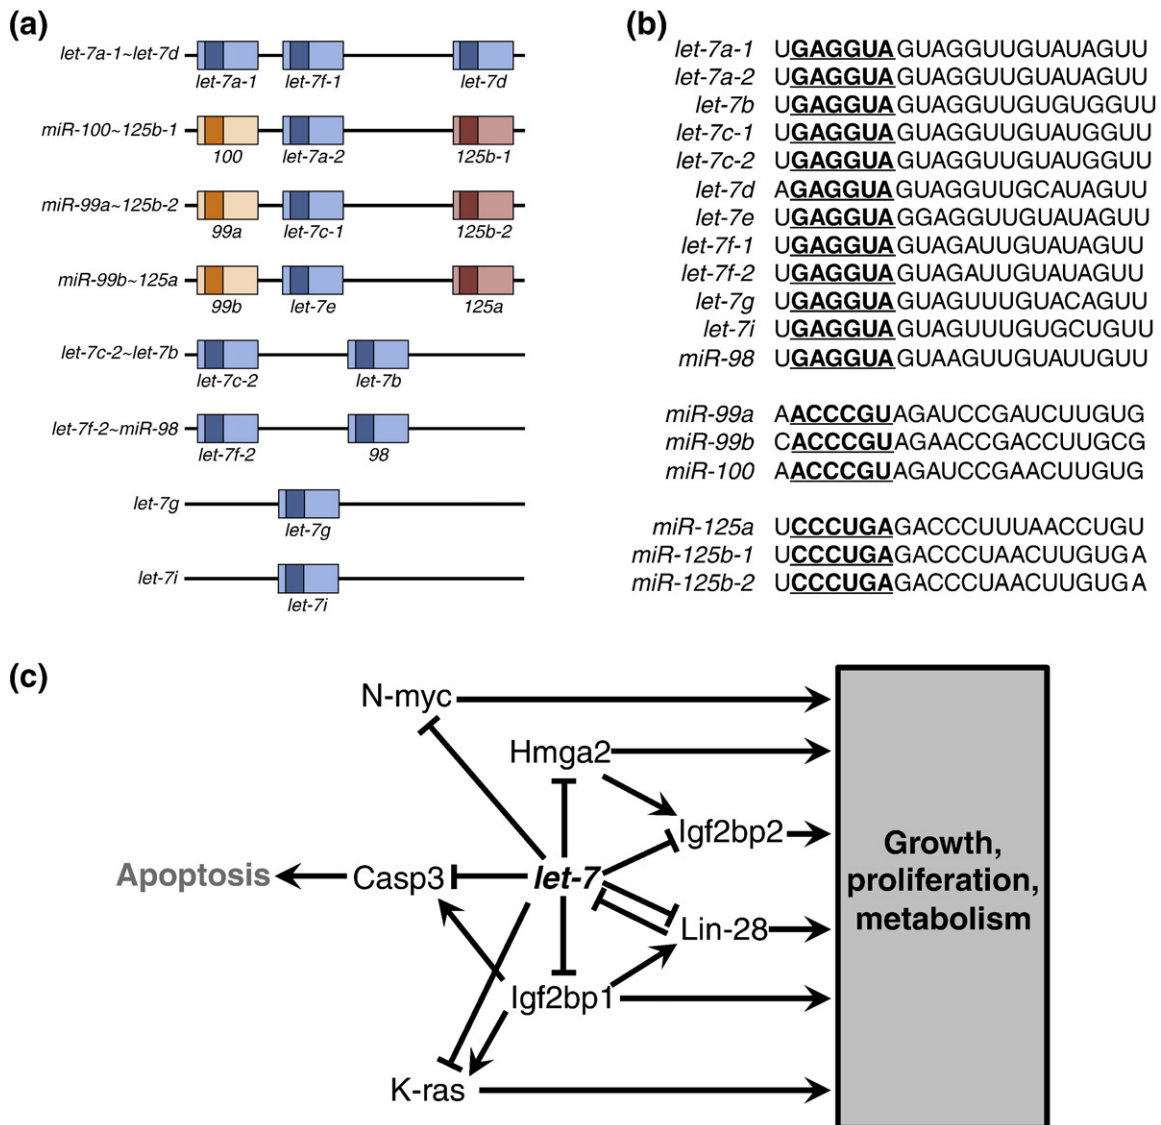 (a)
let-7a-1~let-7d
let-7a-1 let-7f-1 let-7d
miR-100~125b-1
100 let-7a-2 125b-1
miR-99a~125b-2
99a let-7c-1 125b-2
miR-99b~125a
99b let-7e 125a
let-7c-2~let-7b
let-7c-2 let-7b
let-7f-2~miR-98
let-7f-2 98
let-7g
let-7g
let-7i
let-7i
(b)
let-7a-1 UGAGGUAGUAGGUUGUAUAGUU
let-7a-2 UGAGGUAGUAGGUUGUAUAGUU
let-7b UGAGGUAGUAGGUUGUGUGGUU
let-7c-1 UGAGGUAGUAGGUUGUAUGGUU
let-7c-2 UGAGGUAGUAGGUUGUAUGGUU
let-7d AGAGGUAGUAGGUUGCAUAGUU
let-7e UGAGGUAGGAGGUUGUAUAGUU
let-7f-1 UGAGGUAGUAGAUUGUAUAGUU
let-7f-2 UGAGGUAGUAGAUUGUAUAGUU
let-7g UGAGGUAGUAGUUUGUACAGUU
let-7i UGAGGUAGUAGUUUGUGCUGUU
miR-98 UGAGGUAGUAAGUUGUAUUGUU
miR-99a AACCCGUAGAUCCGAUCUUGUG
miR-99b CACCCGUAGAACCGACCUUGCG
miR-100 AACCCGUAGAUCCGAACUUGUG
miR-125a UCCCUGAGACCCUUUAACCUGU
miR-125b-1 UCCCUGAGACCCUAACUUGUGA
miR-125b-2 UCCCUGAGACCCUAACUUGUGA
(c)
N-myc
Hmga2
Igf2bp2
Apoptosis Casp3 let-7
Lin-28
Igf2bp1
K-ras
Growth,
proliferation,
metabolism